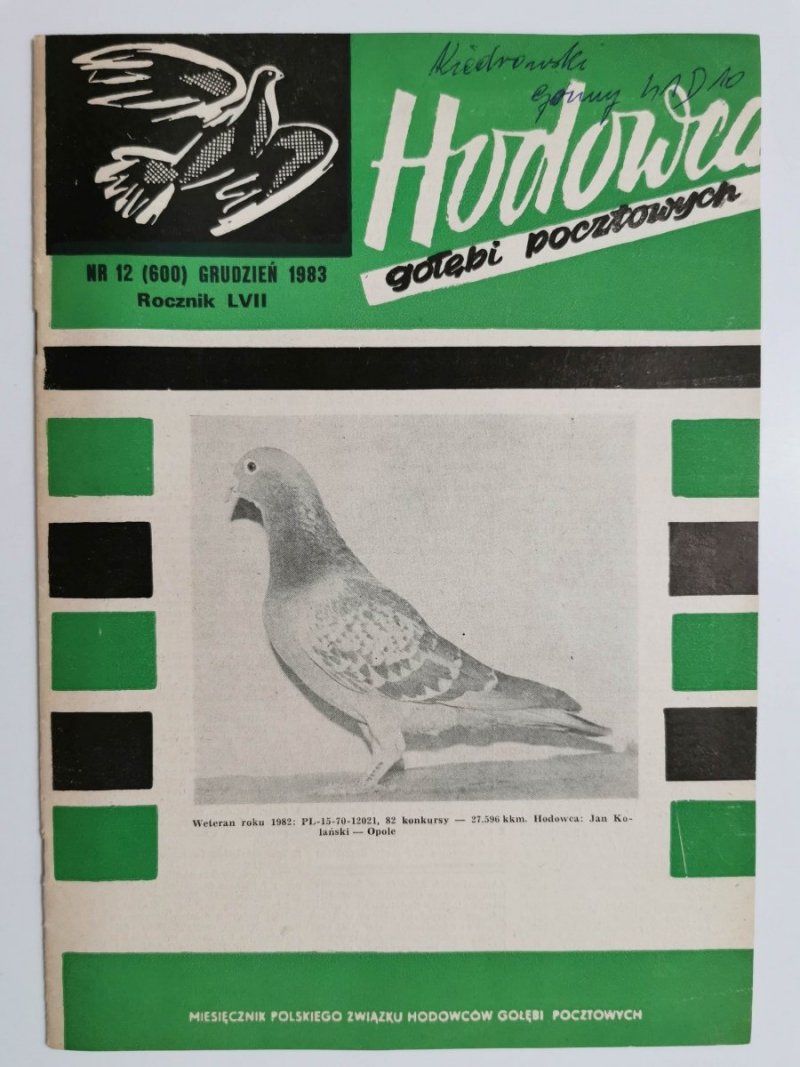 Kiedrowski
Hodowca
gołębi pocztowych
NR 12 (600) GRUDZIEŃ 1983
Rocznik LVII
Weteran roku 1982: PL-15-70-12021, 82 konkursy — 27.596 kkm. Hodowca: Jan Ko-
lański — Opole
MIESIĘCZNIK POLSKIEGO ZWIĄZKU HODOWCÓW GOŁĘBI POCZTOWYCH